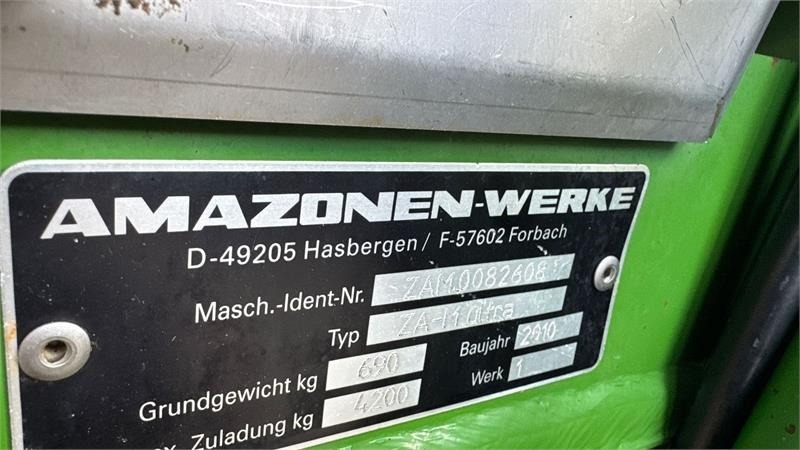 AMAZONEN-WERKE
D-49205 Hasbergen / F-57602 Forbach
Masch.-Ident-Nr. ZAM0082608
Typ ZA-M Ultra
Grundgewicht kg 690 Baujahr 2010
Zuladung kg 4200 Werk 1